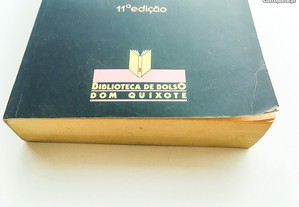 11ª edição
BIBLIOTECA DE BOLSO
DOM QUIXOTE